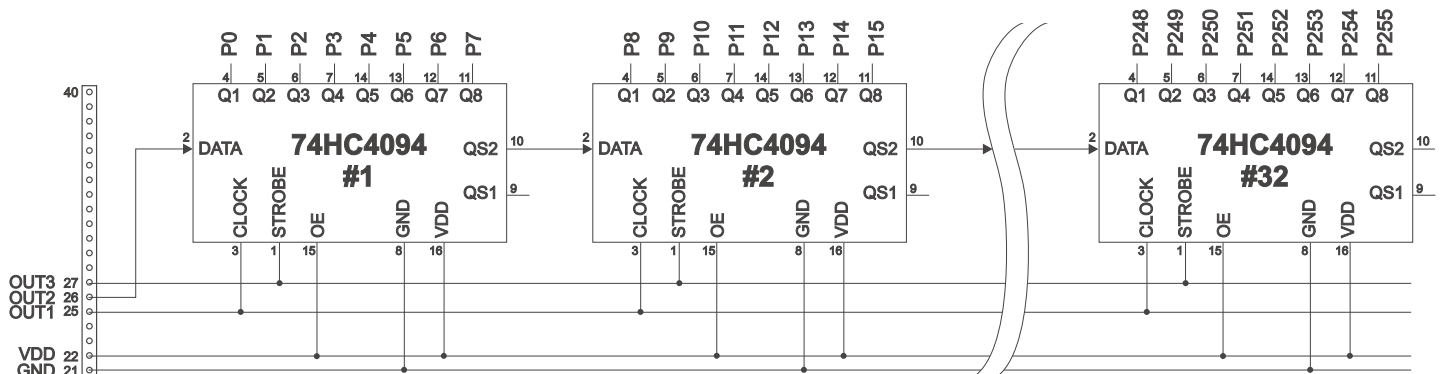 P0 P1 P2 P3 P4 P5 P6 P7 P8 P9 P10 P11 P12 P13 P14 P15 P248 P249 P250 P251 P252 P253 P254 P255
4 5 6 7 14 13 12 11 4 5 6 7 14 13 12 11 4 5 6 7 14 13 12 11
40 Q1 Q2 Q3 Q4 Q5 Q6 Q7 Q8 Q1 Q2 Q3 Q4 Q5 Q6 Q7 Q8 Q1 Q2 Q3 Q4 Q5 Q6 Q7 Q8
2 DATA 74HC4094 QS2 10 2 DATA 74HC4094 QS2 10 2 DATA 74HC4094 QS2 10
#1 #2 #32
QS1 9 QS1 9 QS1 9
CLOCK STROBE OE GND VDD CLOCK STROBE OE GND VDD CLOCK STROBE OE GND VDD
3 1 15 8 16 3 1 15 8 16 3 1 15 8 16
OUT3 27
OUT2 26
OUT1 25
VDD 22
GND 21